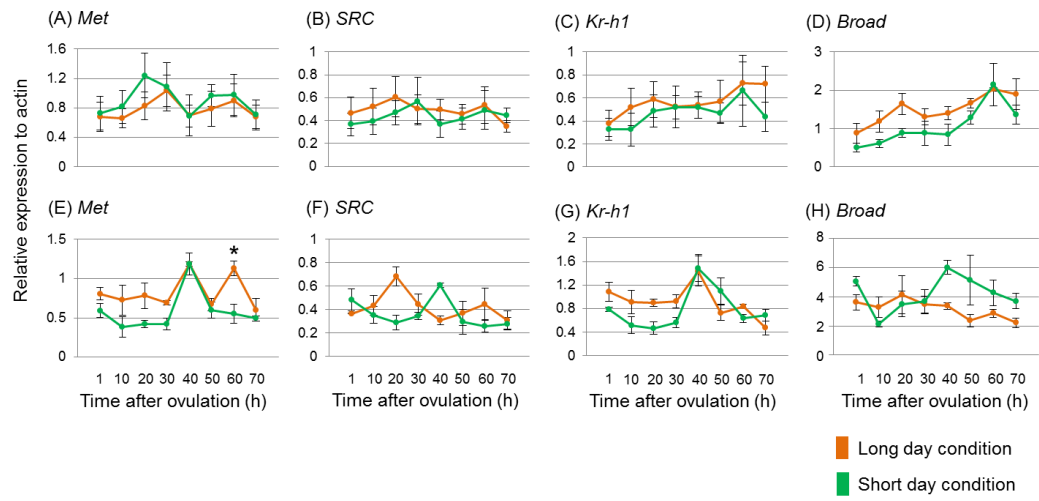 (A) Met
(B) SRC
(C) Kr-h1
(D) Broad
1.6
1.2
0.8
0.4
0
1
0.8
0.6
0.4
0.2
0
1
0.8
0.6
0.4
0.2
0
3
2
1
0
Relative expression to actin
(E) Met
(F) SRC
(G) Kr-h1
(H) Broad
1.5
1
0.5
0
*
1
0.8
0.6
0.4
0.2
0
2
1.6
1.2
0.8
0.4
0
8
6
4
2
0
1 10 20 30 40 50 60 70
1 10 20 30 40 50 60 70
1 10 20 30 40 50 60 70
1 10 20 30 40 50 60 70
Time after ovulation (h)
Time after ovulation (h)
Time after ovulation (h)
Time after ovulation (h)
Long day condition
Short day condition